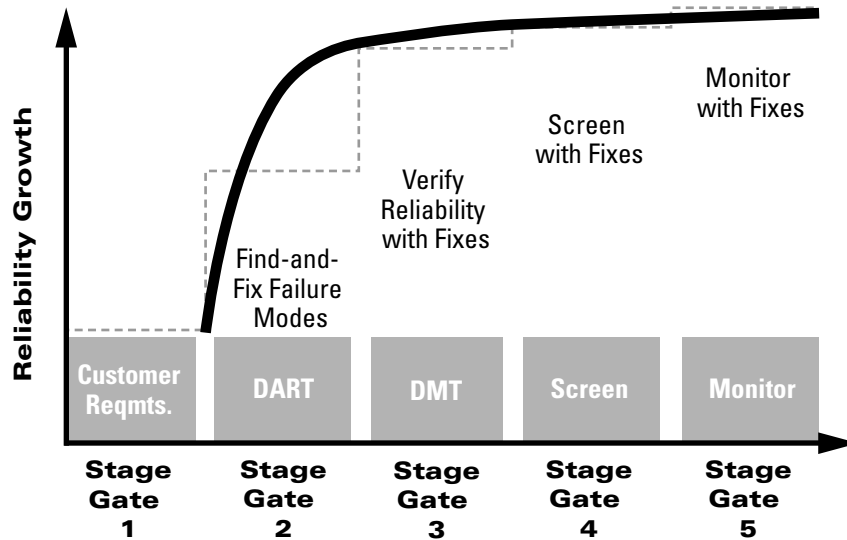 Reliability Growth
Monitor
with Fixes
Screen
with Fixes
Verify
Reliability
with Fixes
Find-and-
Fix Failure
Modes
Customer
Reqmts.
DART
DMT
Screen
Monitor
Stage
Gate
1
Stage
Gate
2
Stage
Gate
3
Stage
Gate
4
Stage
Gate
5